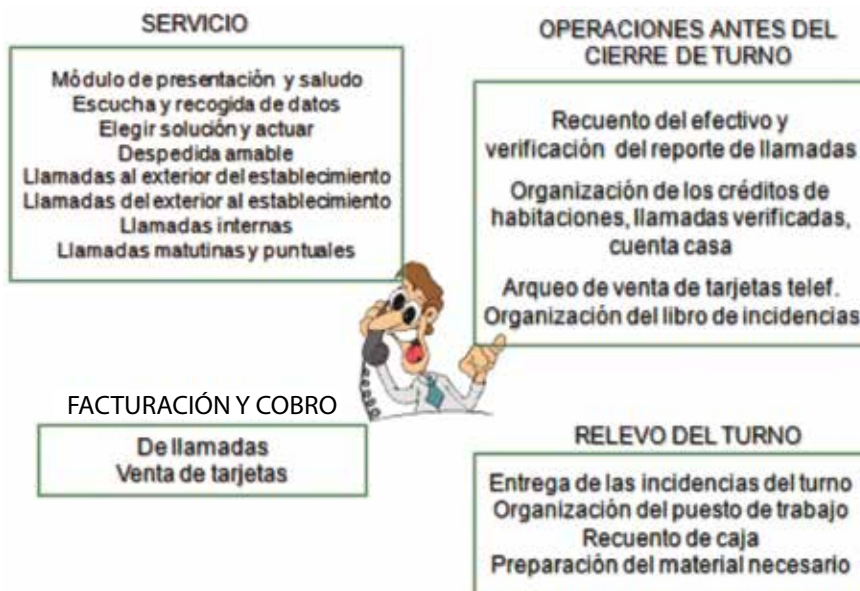 SERVICIO
Módulo de presentación y saludo
Escucha y recogida de datos
Elegir solución y actuar
Despedida amable
Llamadas al exterior del establecimiento
Llamadas del exterior al establecimiento
Llamadas internas
Llamadas matutinas y puntuales
OPERACIONES ANTES DEL
CIERRE DE TURNO
Recuento del efectivo y
verificación del reporte de llamadas
Organización de los créditos de
habitaciones, llamadas verificadas,
cuenta casa
Arqueo de venta de tarjetas telef.
Organización del libro de incidencias
FACTURACIÓN Y COBRO
De llamadas
Venta de tarjetas
RELEVO DEL TURNO
Entrega de las incidencias del turno
Organización del puesto de trabajo
Recuento de caja
Preparación del material necesario